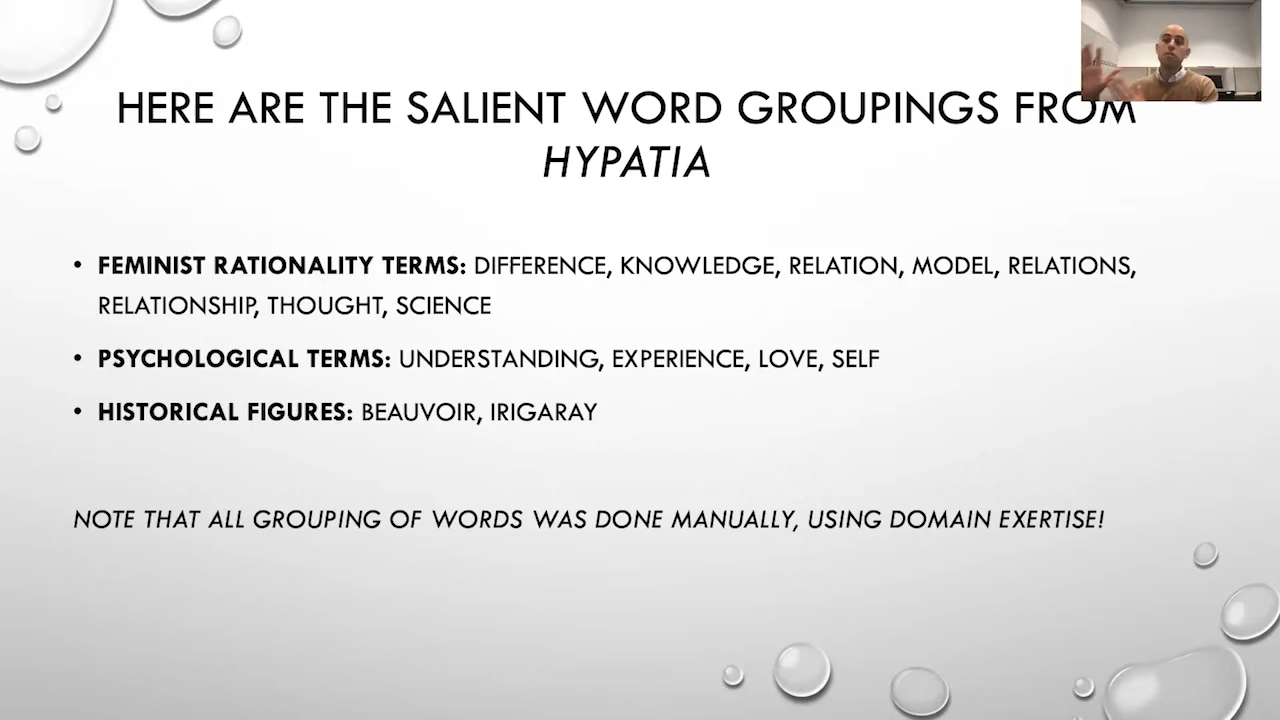 HERE ARE THE SALIENT WORD GROUPINGS FROM
HYPATIA
• FEMINIST RATIONALITY TERMS: DIFFERENCE, KNOWLEDGE, RELATION, MODEL, RELATIONS,
RELATIONSHIP, THOUGHT, SCIENCE
• PSYCHOLOGICAL TERMS: UNDERSTANDING, EXPERIENCE, LOVE, SELF
• HISTORICAL FIGURES: BEAUVOIR, IRIGARAY
NOTE THAT ALL GROUPING OF WORDS WAS DONE MANUALLY, USING DOMAIN EXERTISE!